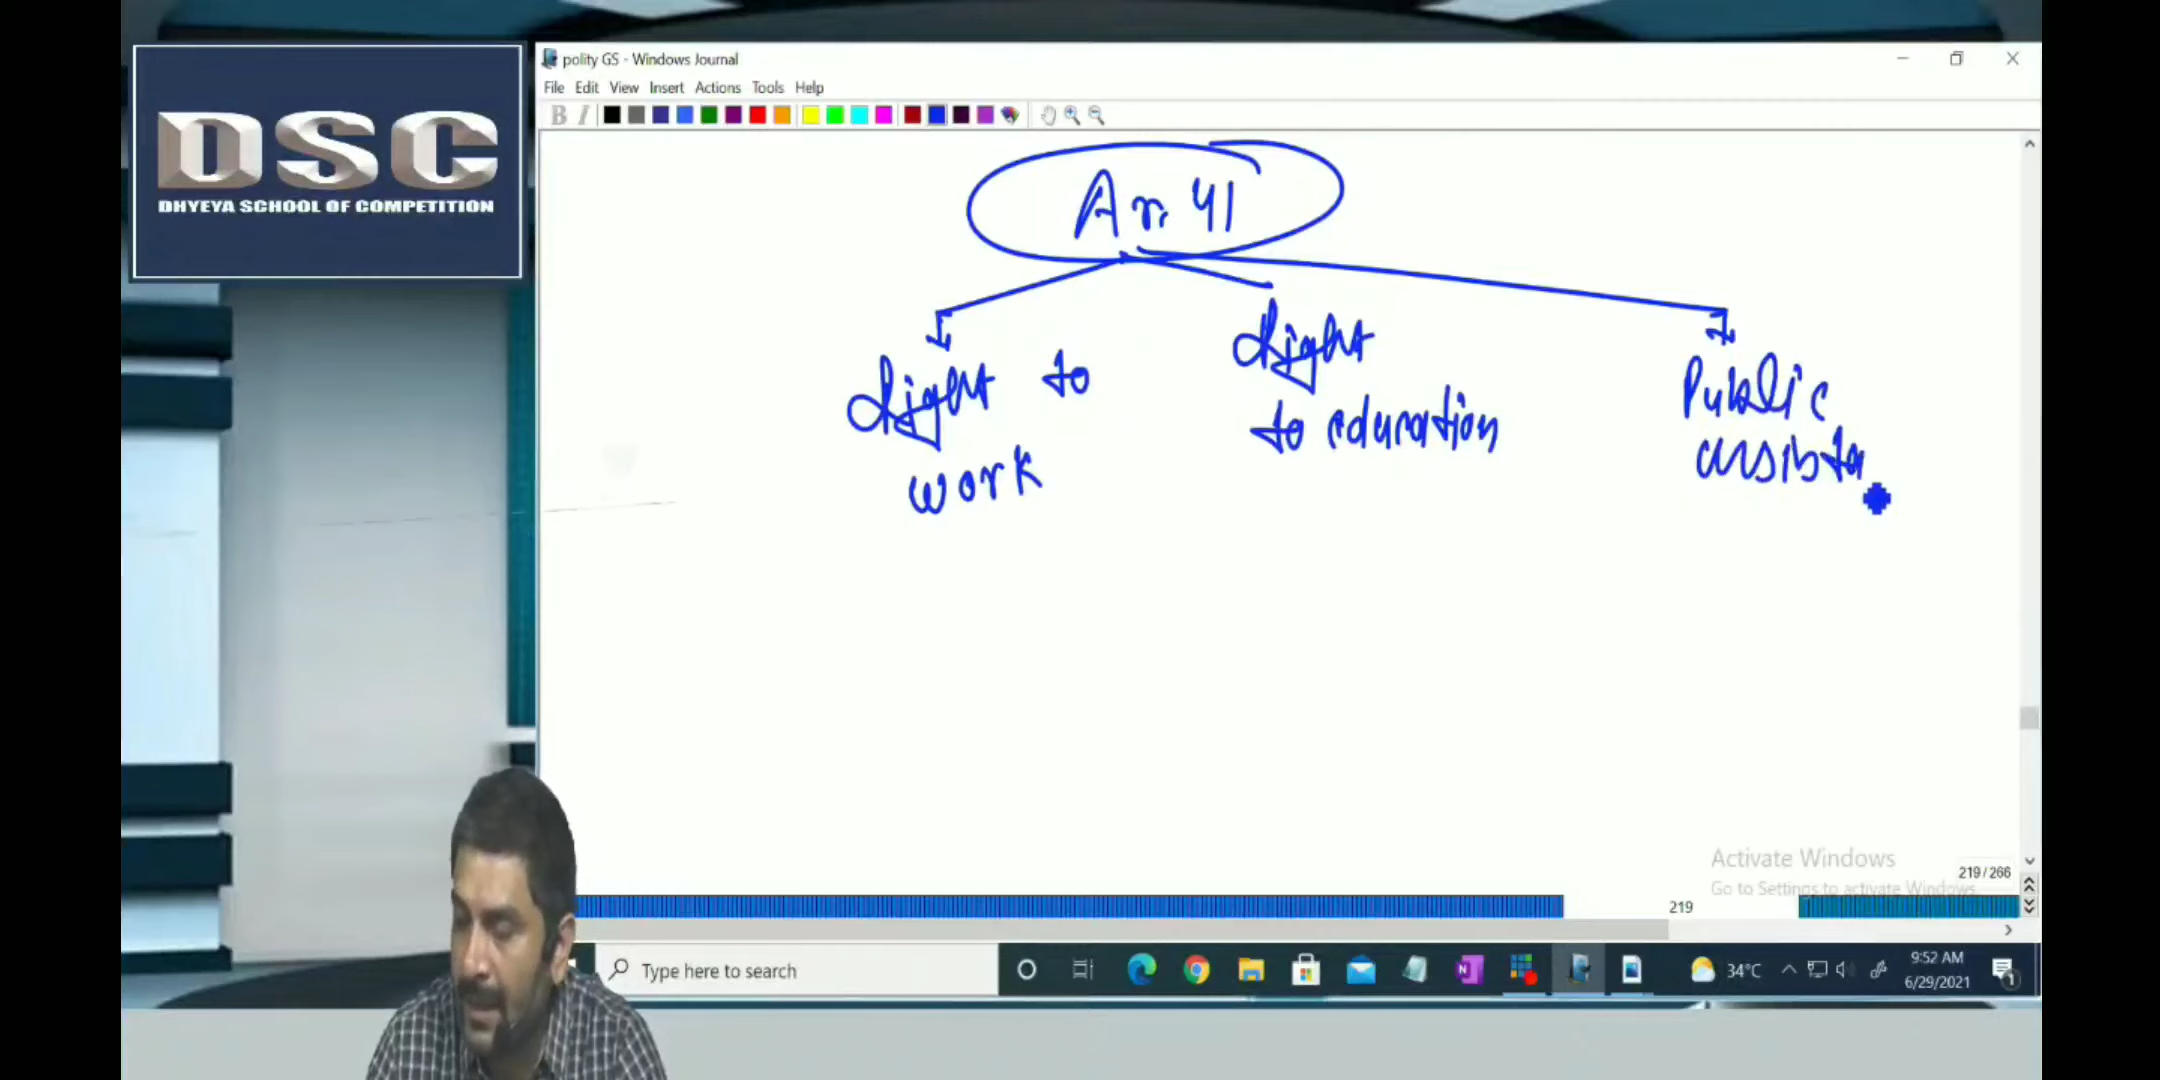 DSC
DHYEYA SCHOOL OF COMPETITION
polity GS - Windows Journal
File Edit View Insert Actions Tools Help
B I
Ar. 41
Right to
work
Right
to education
Public
assista
Activate Windows
Go to Settings to activate Windows.
219 / 266
219
Type here to search
34°C
9:52 AM
6/29/2021
1